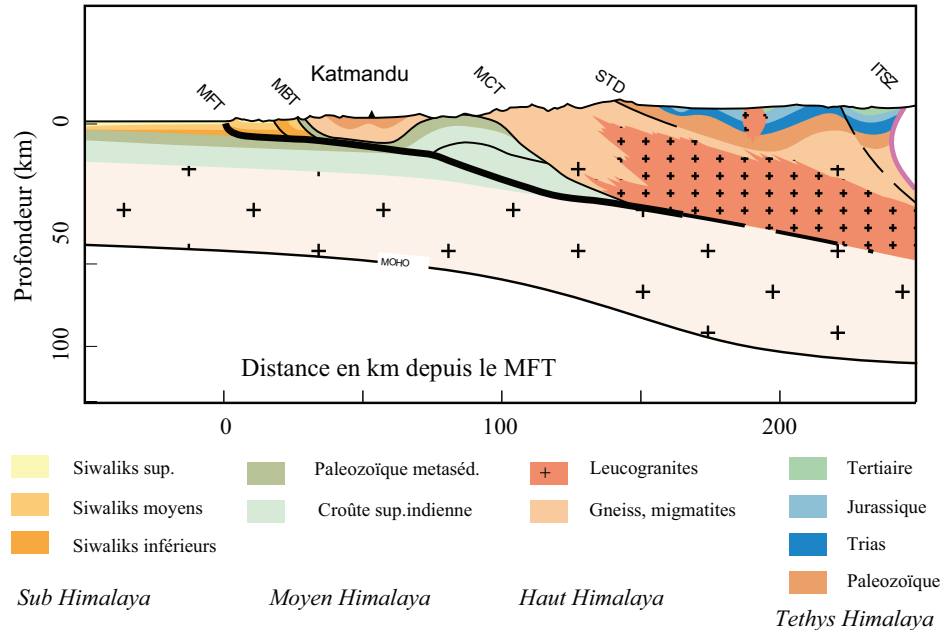 MFT
MBT
Katmandu
MCT
STD
ITSZ
Profondeur (km)
0
50
100
MOHO
Distance en km depuis le MFT
0
100
200
Siwaliks sup.
Siwaliks moyens
Siwaliks inférieurs
Paleozoïque metaséd.
Croûte sup.indienne
Leucogranites
Gneiss, migmatites
Tertiaire
Jurassique
Trias
Paleozoïque
Sub Himalaya
Moyen Himalaya
Haut Himalaya
Tethys Himalaya